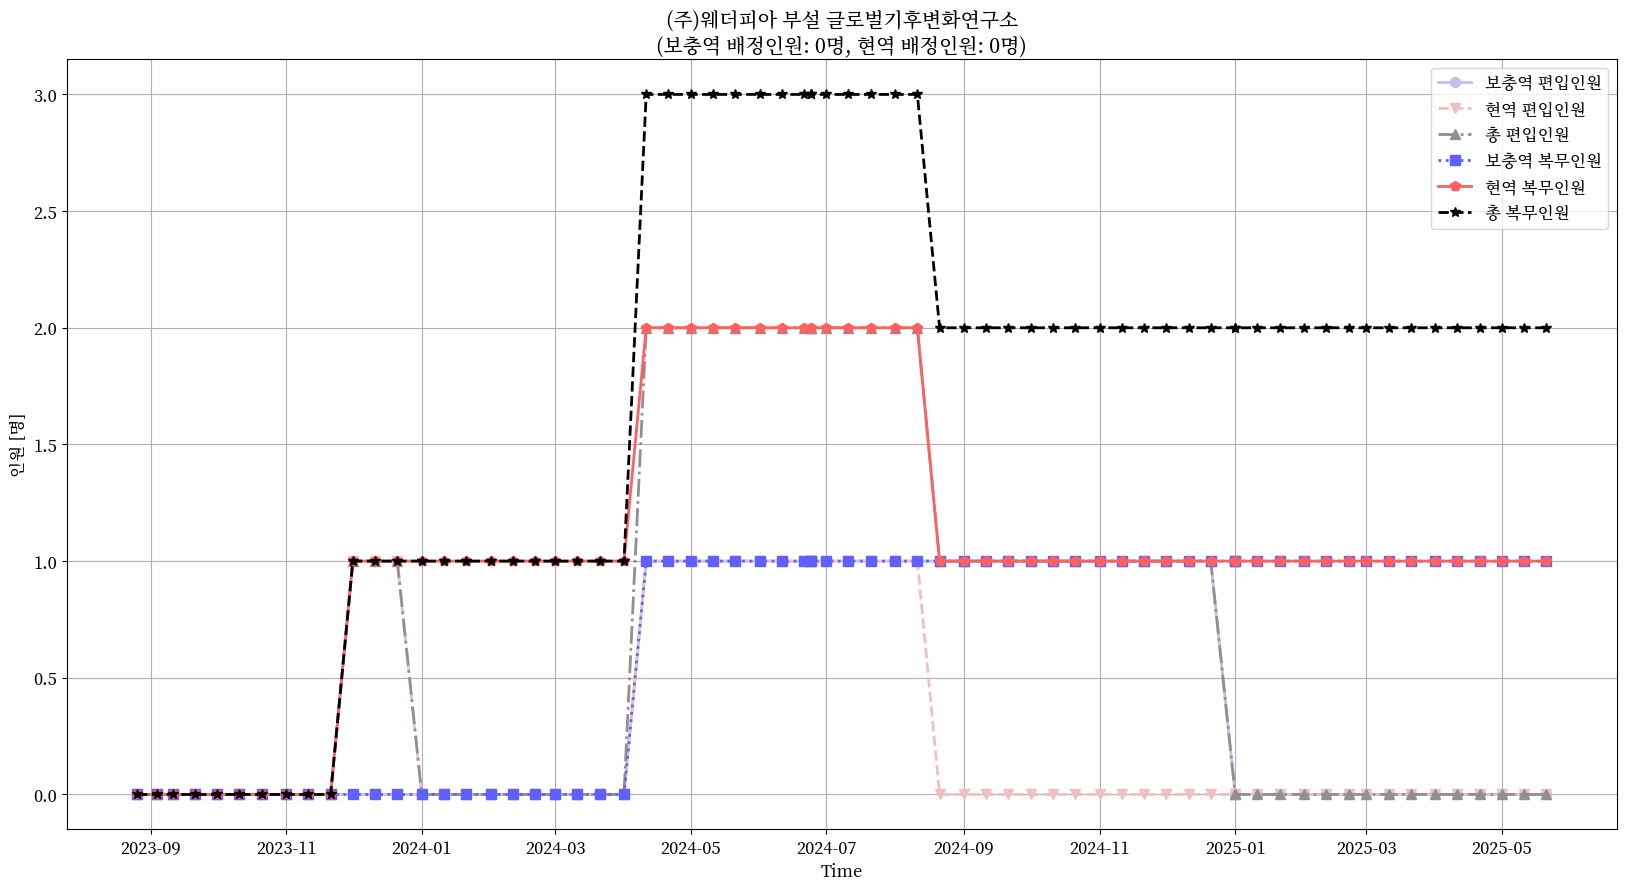 (주)웨더피아 부설 글로벌기후변화연구소
(보충역 배정인원: 0명, 현역 배정인원: 0명)
보충역 편입인원
현역 편입인원
총 편입인원
보충역 복무인원
현역 복무인원
총 복무인원
3.0
2.5
2.0
1.5
1.0
0.5
0.0
인원 [명]
2023-09
2023-11
2024-01
2024-03
2024-05
2024-07
2024-09
2024-11
2025-01
2025-03
2025-05
Time